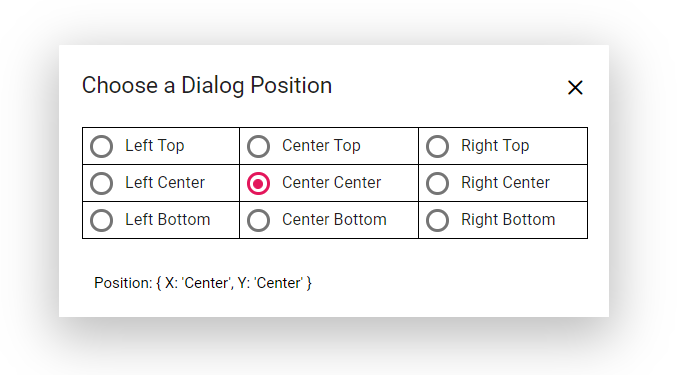 Choose a Dialog Position
Left Top Center Top Right Top
Left Center Center Center Right Center
Left Bottom Center Bottom Right Bottom
Position: { X: 'Center', Y: 'Center' }